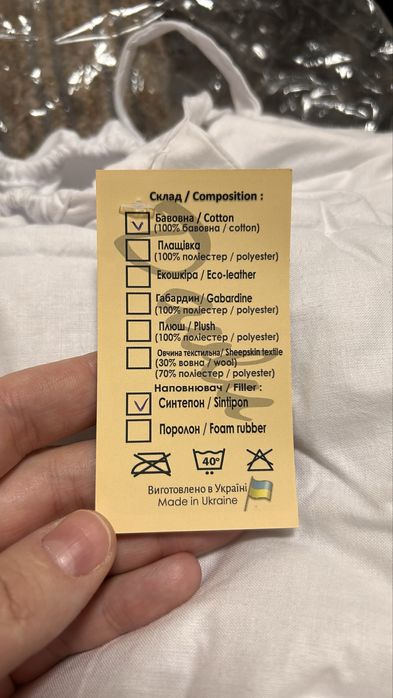 Склад / Composition :
Бавовна / Cotton
(100% бавовна / cotton)
Плащівка
(100% поліестер / polyester)
Екошкіра / Eco-leather
Габардин / Gabardine
(100% поліестер / polyester)
Плюш / Plush
(100% поліестер / polyester)
Овчина текстильна/ Sheepskin textile
(30% вовна / wool)
(70% поліестер / polyester)
Наповнювач / Filler :
Синтепон / Sintipon
Поролон / Foam rubber
40°
Виготовлено в Україні
Made in Ukraine